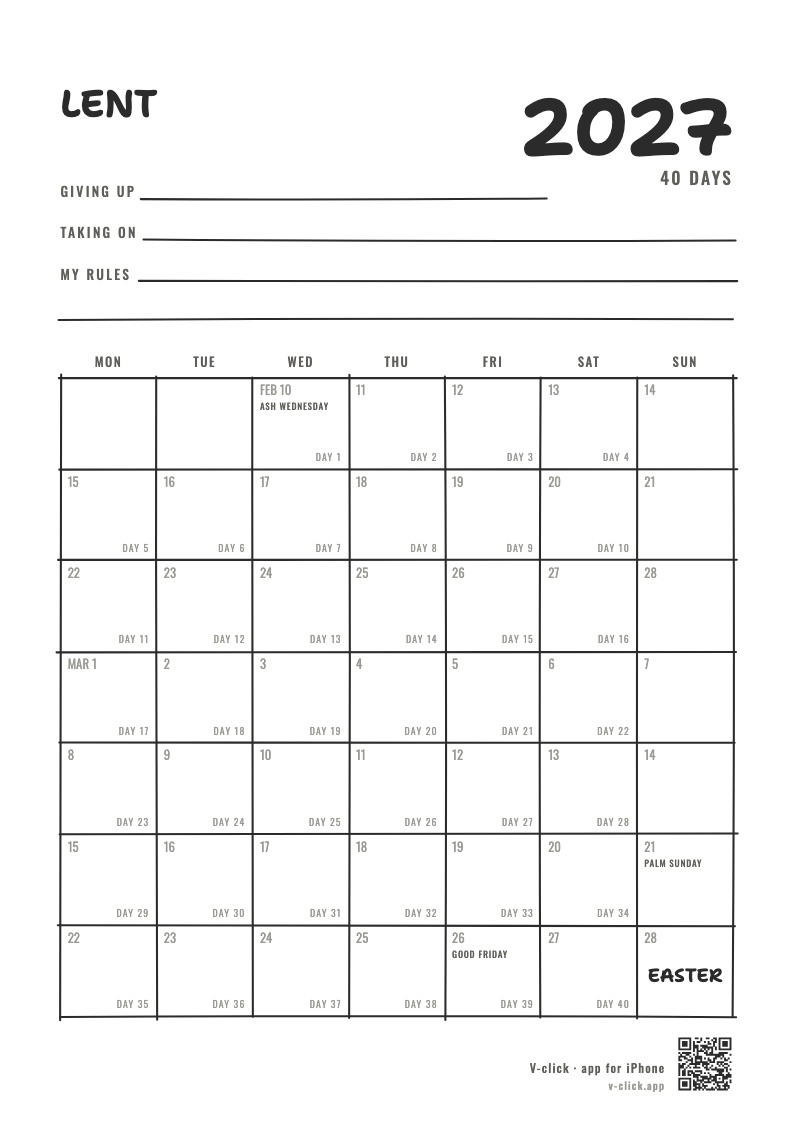 LENT
2027
40 DAYS
GIVING UP
TAKING ON
MY RULES
MON TUE WED THU FRI SAT SUN
FEB 10 11 12 13 14
ASH WEDNESDAY
DAY 1 DAY 2 DAY 3 DAY 4
15 16 17 18 19 20 21
DAY 5 DAY 6 DAY 7 DAY 8 DAY 9 DAY 10
22 23 24 25 26 27 28
DAY 11 DAY 12 DAY 13 DAY 14 DAY 15 DAY 16
MAR 1 2 3 4 5 6 7
DAY 17 DAY 18 DAY 19 DAY 20 DAY 21 DAY 22
8 9 10 11 12 13 14
DAY 23 DAY 24 DAY 25 DAY 26 DAY 27 DAY 28
15 16 17 18 19 20 21
PALM SUNDAY
DAY 29 DAY 30 DAY 31 DAY 32 DAY 33 DAY 34
22 23 24 25 26 27 28
GOOD FRIDAY
EASTER
DAY 35 DAY 36 DAY 37 DAY 38 DAY 39 DAY 40
V-click · app for iPhone
v-click.app